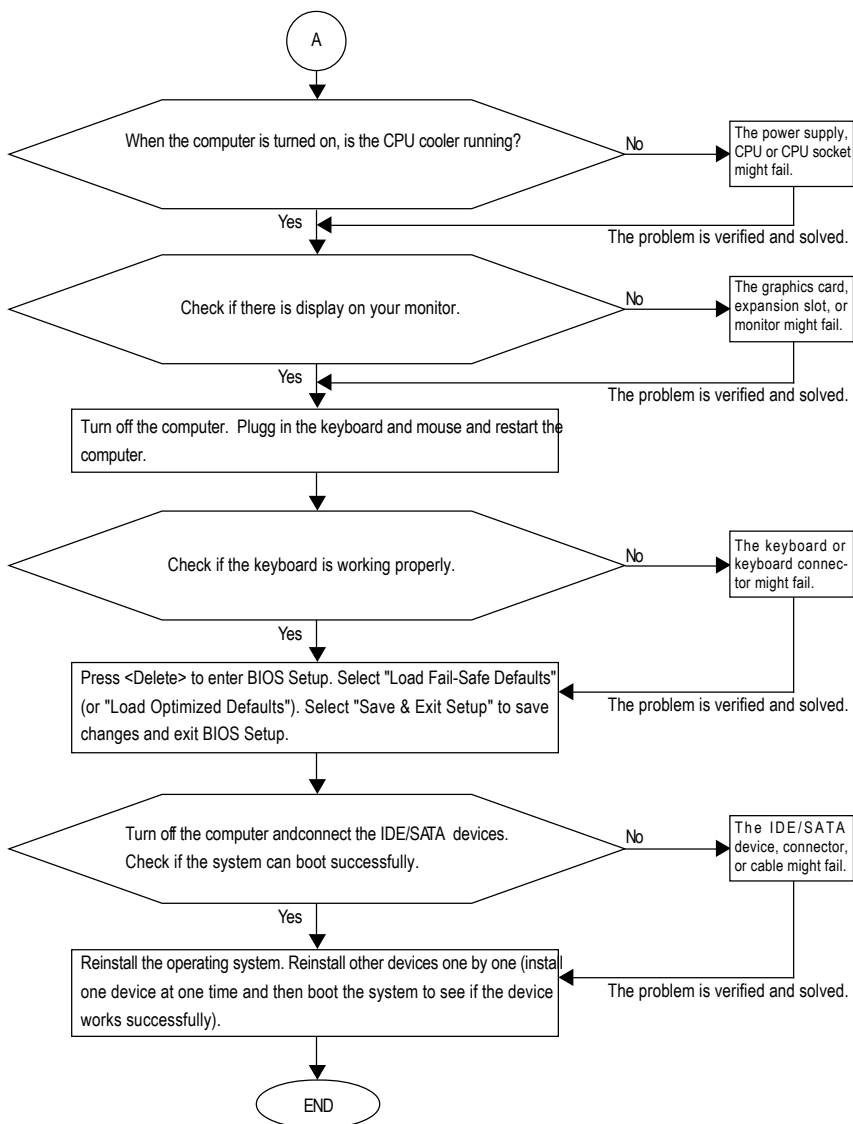 A
When the computer is turned on, is the CPU cooler running?
No
The power supply,
CPU or CPU socket
might fail.
Yes
The problem is verified and solved.
Check if there is display on your monitor.
No
The graphics card,
expansion slot, or
monitor might fail.
Yes
The problem is verified and solved.
Turn off the computer. Plugg in the keyboard and mouse and restart the
computer.
Check if the keyboard is working properly.
No
The keyboard or
keyboard connec-
tor might fail.
Yes
Press <Delete> to enter BIOS Setup. Select "Load Fail-Safe Defaults"
(or "Load Optimized Defaults"). Select "Save & Exit Setup" to save
changes and exit BIOS Setup.
The problem is verified and solved.
Turn off the computer andconnect the IDE/SATA devices.
Check if the system can boot successfully.
No
The IDE/SATA
device, connector,
or cable might fail.
Yes
Reinstall the operating system. Reinstall other devices one by one (install
one device at one time and then boot the system to see if the device
works successfully).
The problem is verified and solved.
END